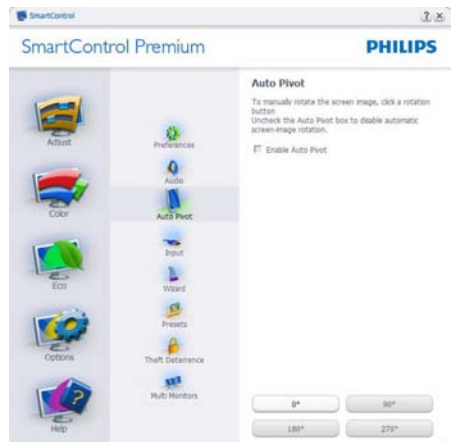 SmartControl
SmartControl Premium
PHILIPS
Adjust
Color
Eco
Options
Help
Preferences
Audio
Auto Pivot
Input
Wizard
Presets
Theft Deterrence
Multi Monitors
Auto Pivot
To manually rotate the screen image, click a rotation
button
Uncheck the Auto Pivot box to disable automatic
screen-image rotation.
Enable Auto Pivot
0°
90°
180°
270°